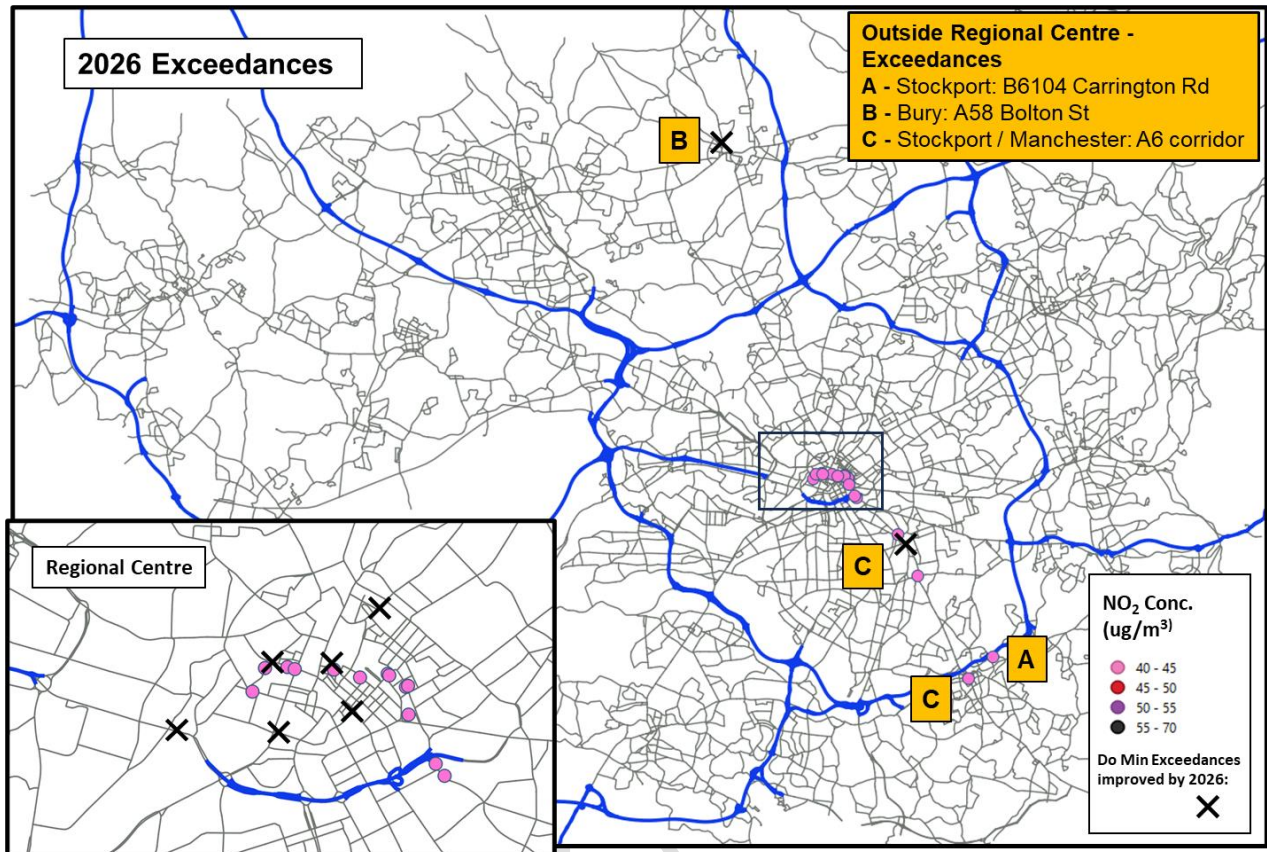 2026 Exceedances
Outside Regional Centre -
Exceedances
A - Stockport: B6104 Carrington Rd
B - Bury: A58 Bolton St
C - Stockport / Manchester: A6 corridor
B
C
A
C
Regional Centre
NO₂ Conc.
(ug/m³⁾
40 - 45
45 - 50
50 - 55
55 - 70
Do Min Exceedances
improved by 2026: